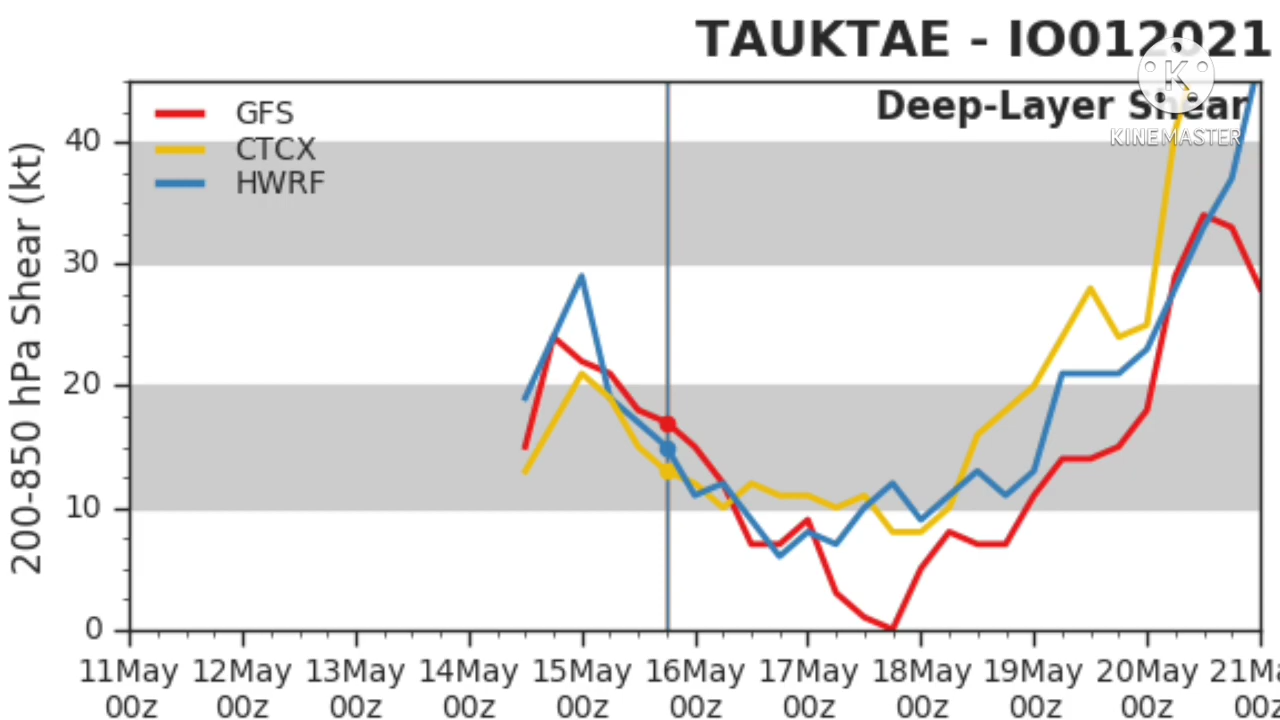 TAUKTAE - IO012021
Deep-Layer Shear
K
KINEMASTER
GFS
CTCX
HWRF
200-850 hPa Shear (kt)
40
30
20
10
0
11May 12May 13May 14May 15May 16May 17May 18May 19May 20May 21Ma
00z 00z 00z 00z 00z 00z 00z 00z 00z 00z 00z